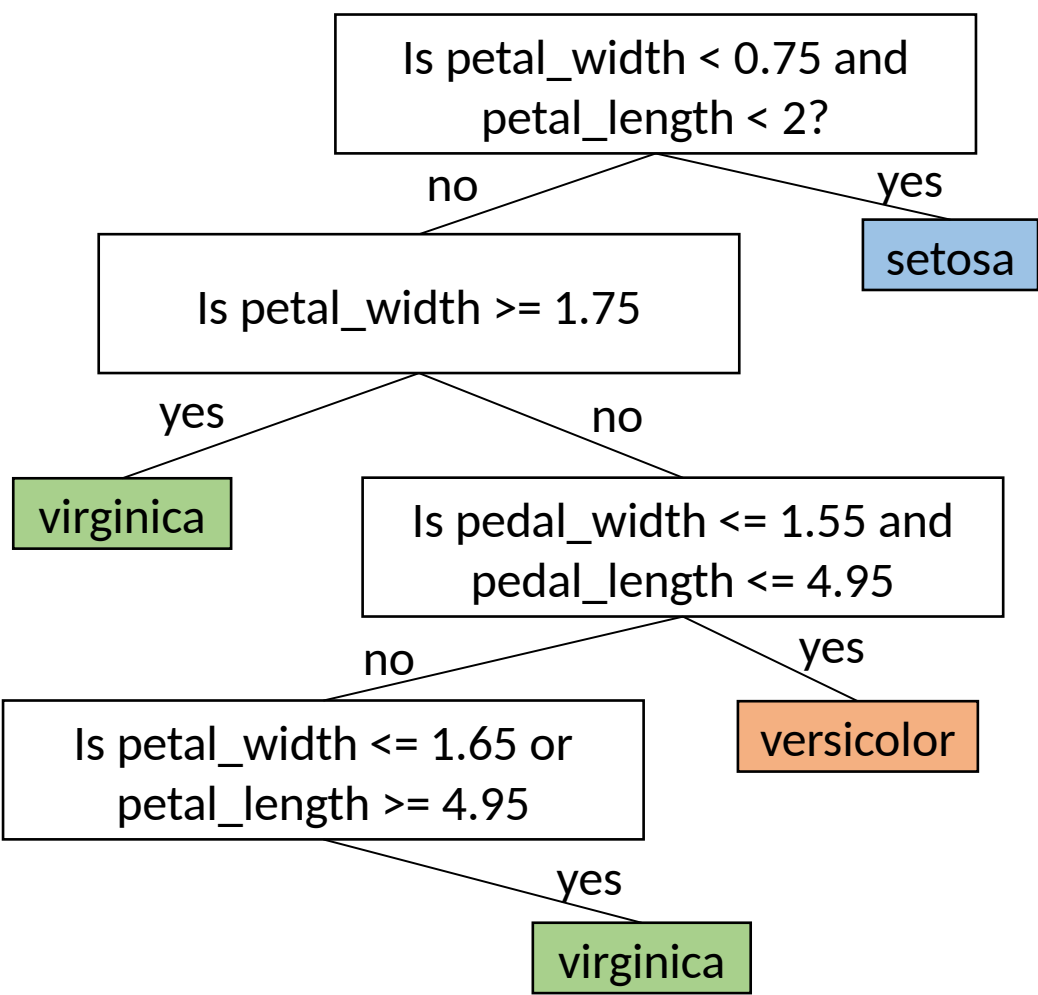 Is petal_width < 0.75 and
petal_length < 2?
no
yes
setosa
Is petal_width >= 1.75
yes
no
virginica
Is pedal_width <= 1.55 and
pedal_length <= 4.95
no
yes
Is petal_width <= 1.65 or
petal_length >= 4.95
versicolor
yes
virginica